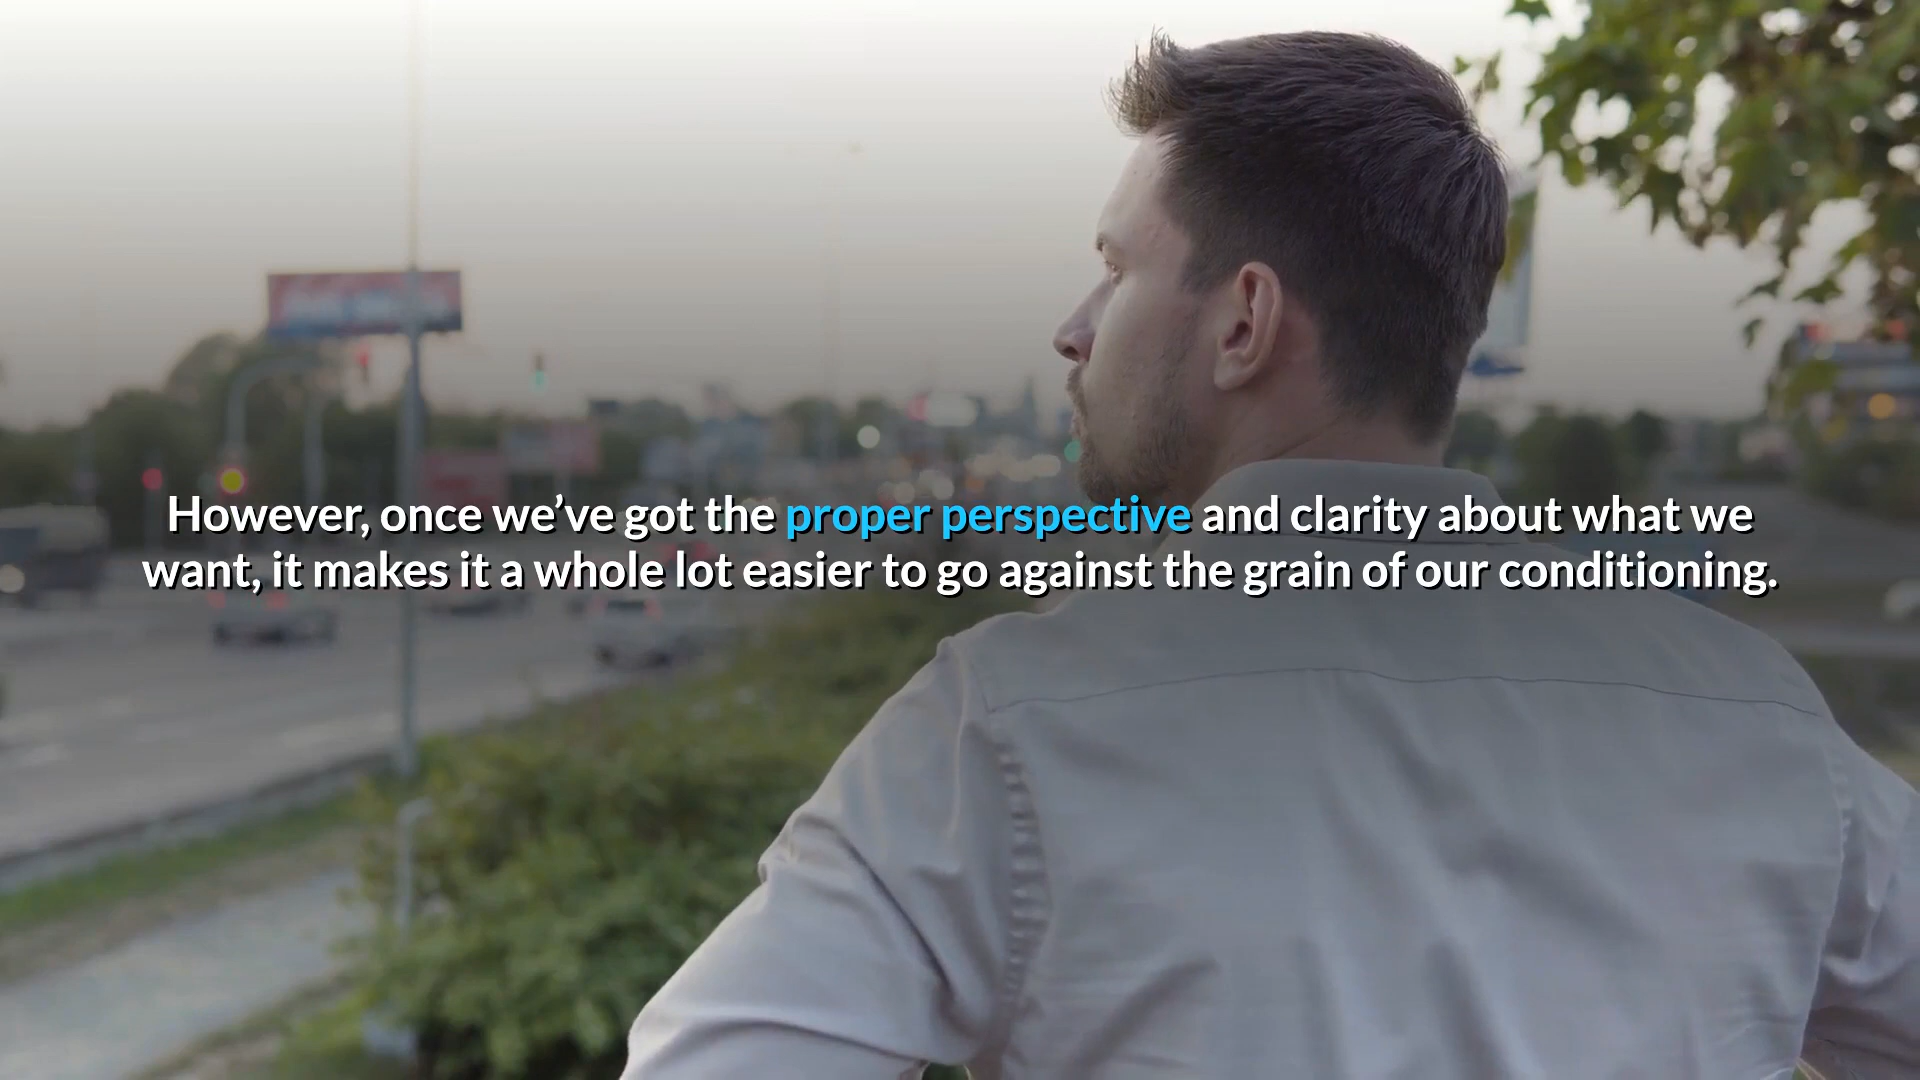 However, once we’ve got the proper perspective and clarity about what we
want, it makes it a whole lot easier to go against the grain of our conditioning.